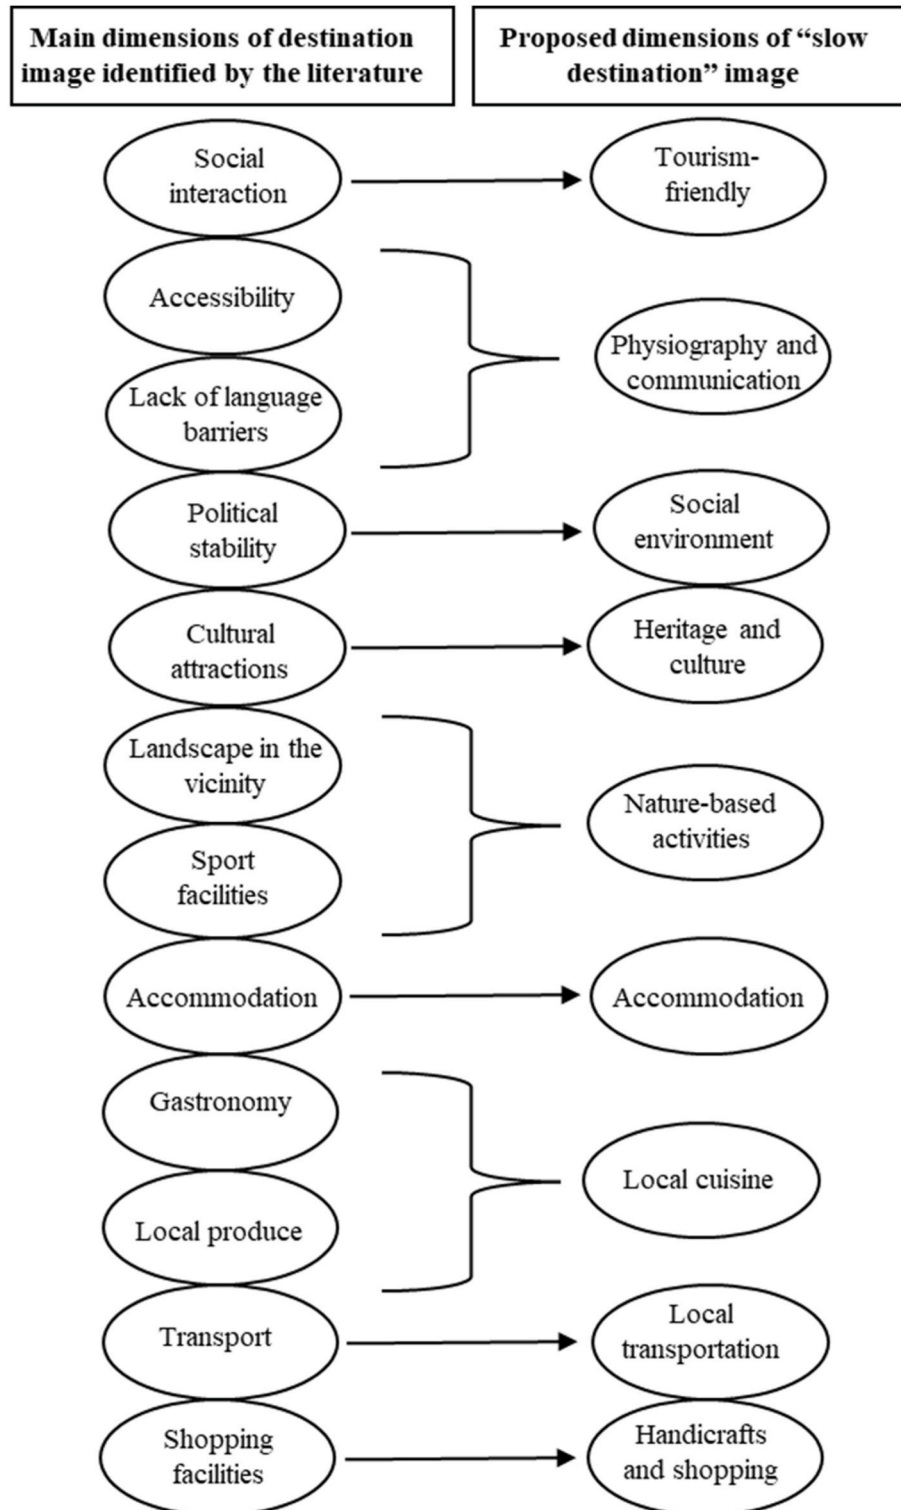 Main dimensions of destination
image identified by the literature
Proposed dimensions of “slow
destination” image
Social
interaction
Tourism-
friendly
Accessibility
Lack of language
barriers
Physiography and
communication
Political
stability
Social
environment
Cultural
attractions
Heritage and
culture
Landscape in the
vicinity
Sport
facilities
Nature-based
activities
Accommodation
Accommodation
Gastronomy
Local produce
Local cuisine
Transport
Local
transportation
Shopping
facilities
Handicrafts
and shopping